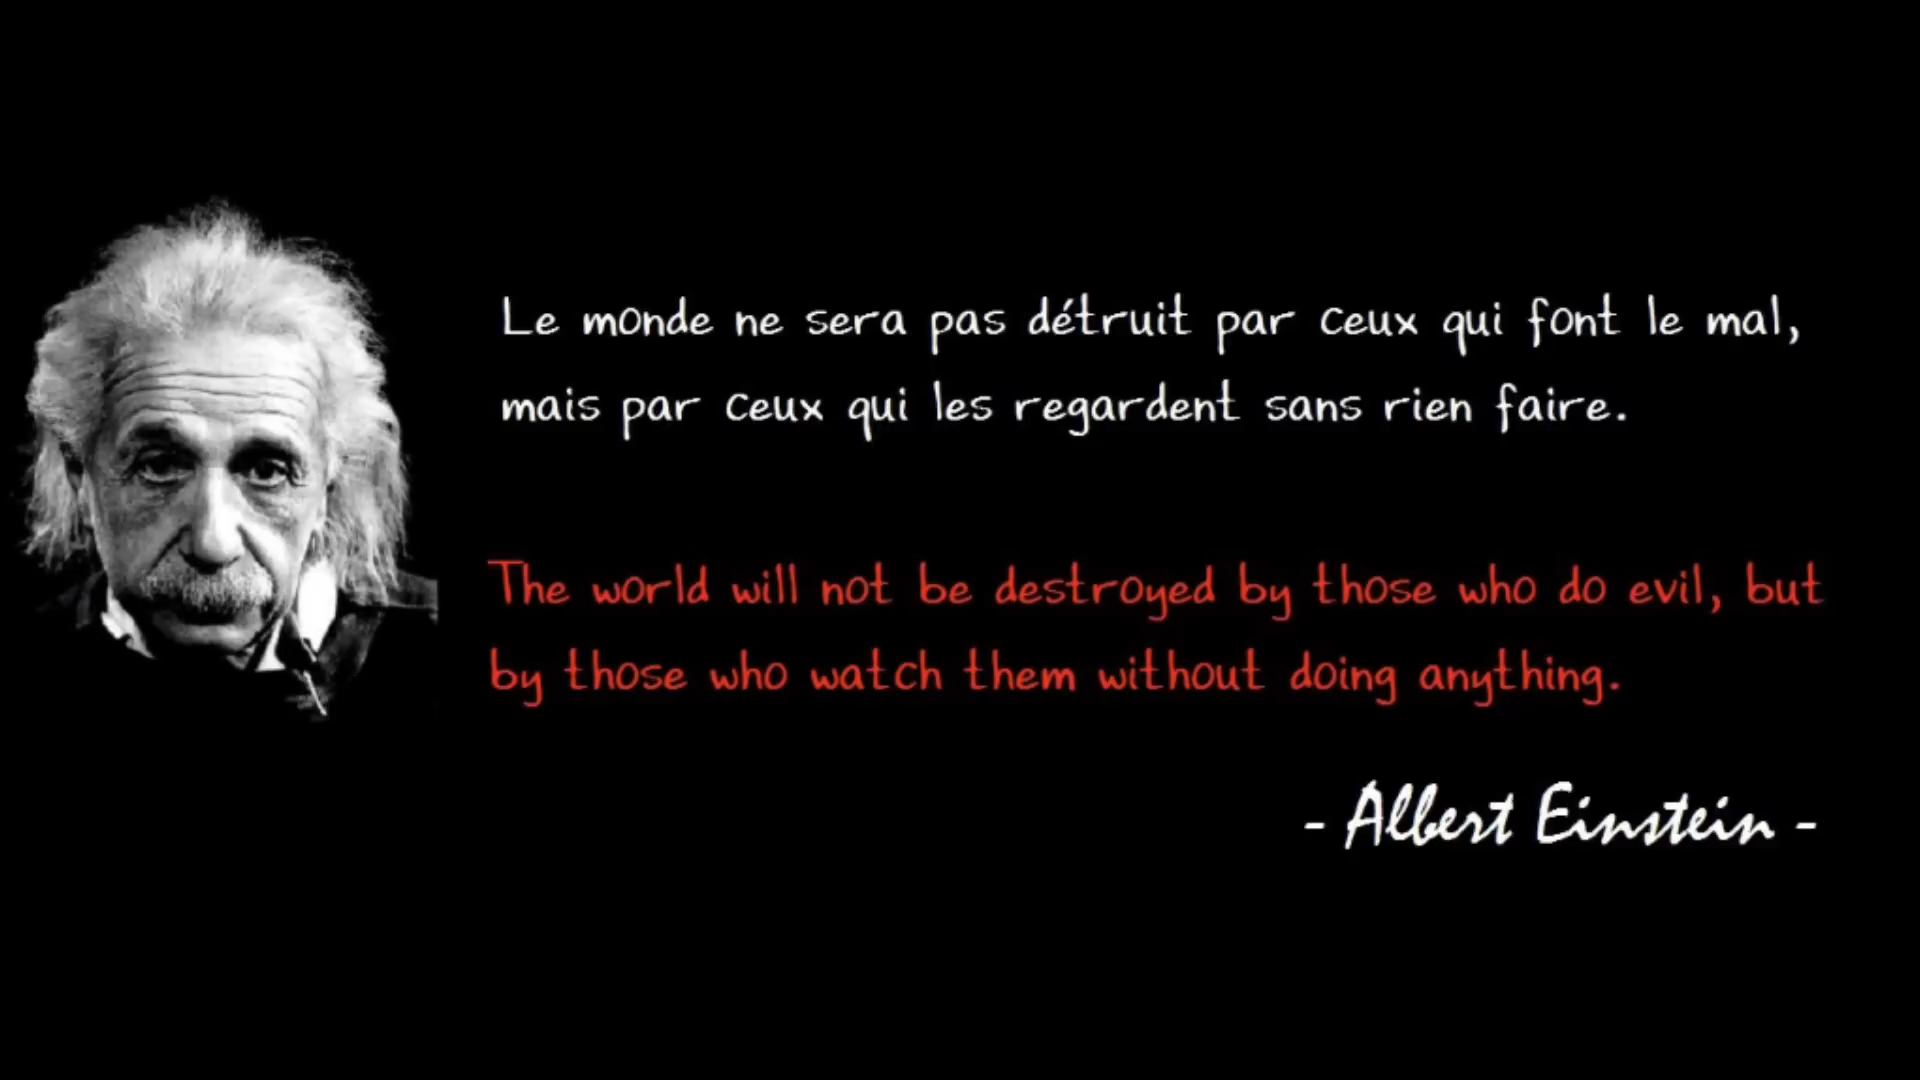 Le monde ne sera pas détruit par ceux qui font le mal,
mais par ceux qui les regardent sans rien faire.
The world will not be destroyed by those who do evil, but
by those who watch them without doing anything.
- Albert Einstein -